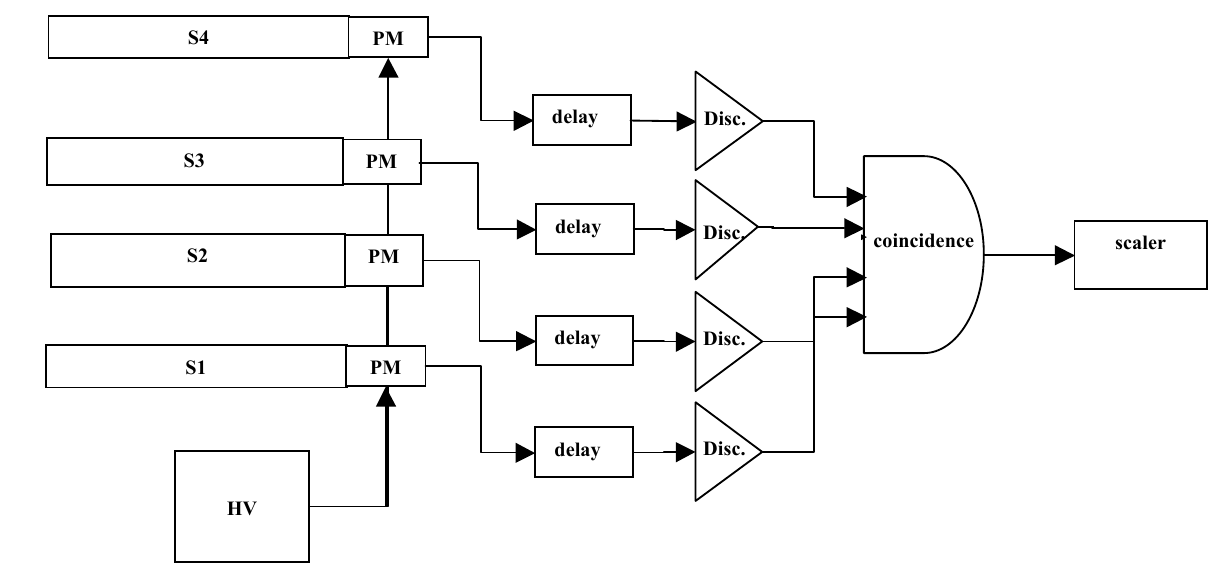 S4
PM
delay
Disc.
S3
PM
delay
Disc.
coincidence
scaler
S2
PM
delay
Disc.
S1
PM
delay
Disc.
HV